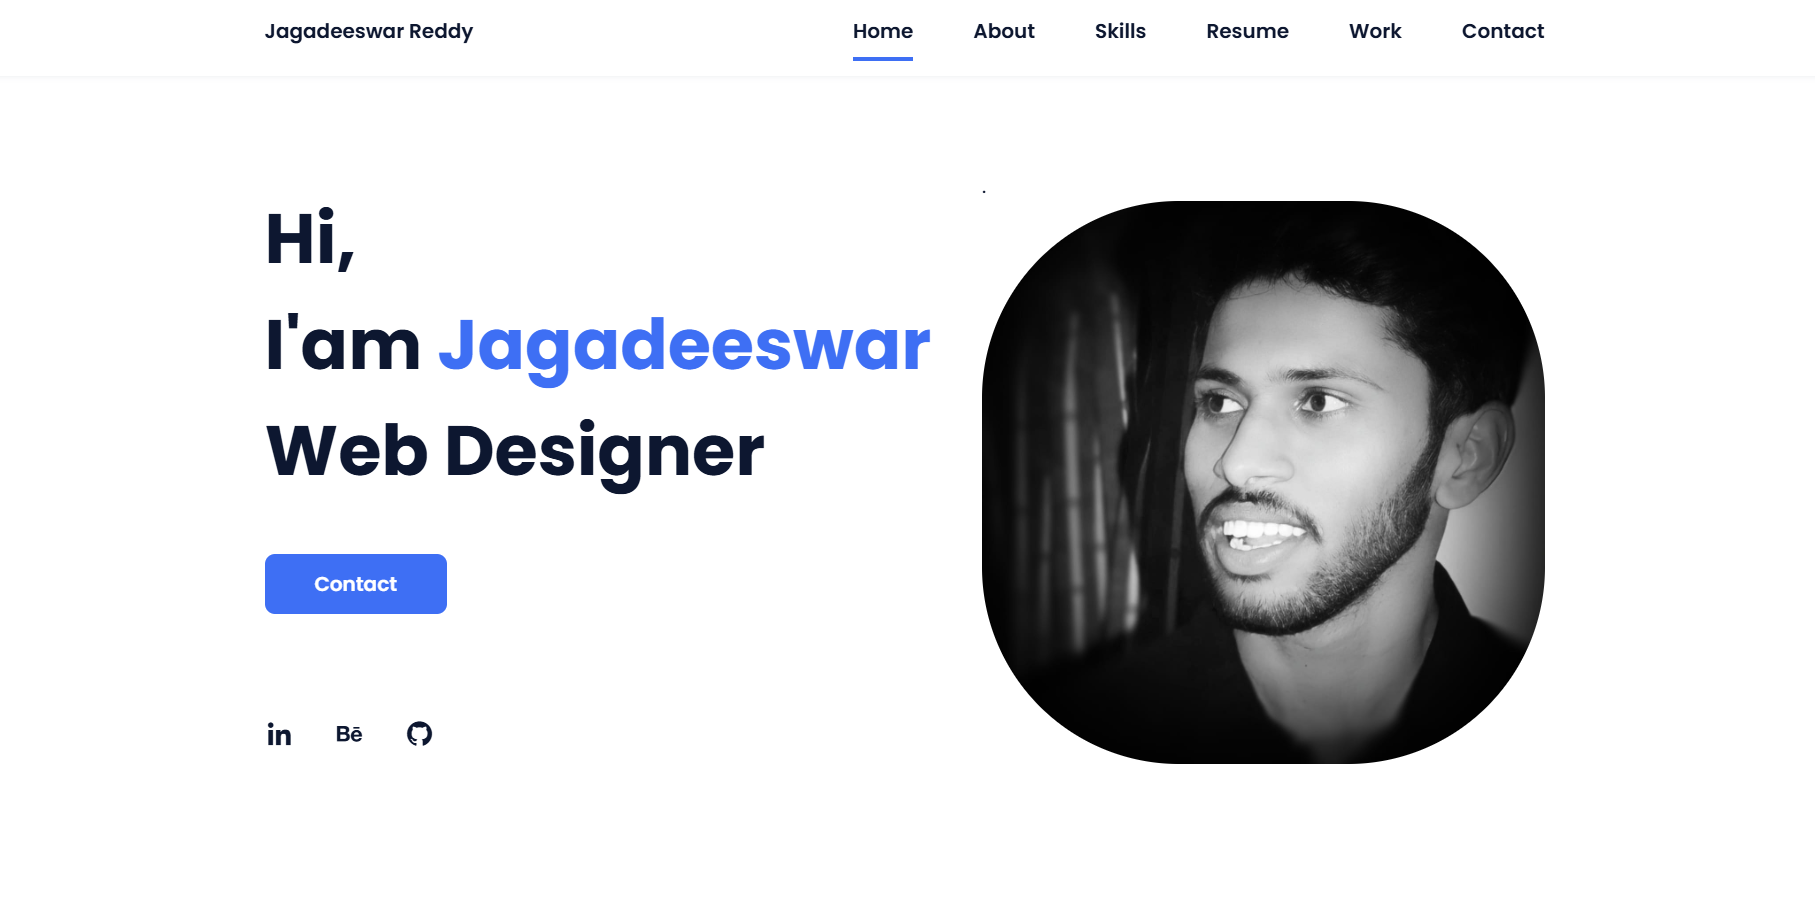 Jagadeeswar Reddy
Home About Skills Resume Work Contact
.
Hi,
I'am Jagadeeswar
Web Designer
Contact
in Bē